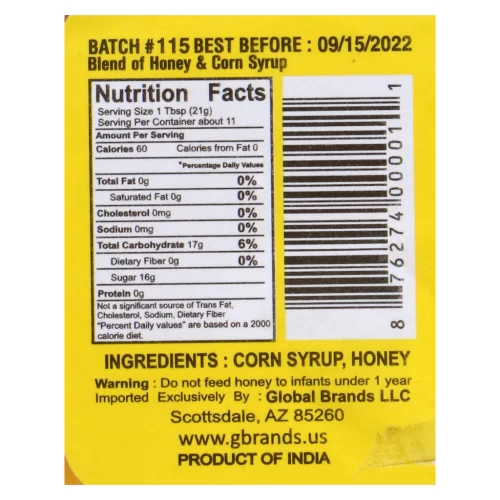 BATCH #115 BEST BEFORE : 09/15/2022
Blend of Honey & Corn Syrup
Nutrition Facts
Serving Size 1 Tbsp (21g)
Serving Per Container about 11
Amount Per Serving
Calories 60 Calories from Fat 0
*Percentage Daily Values
Total Fat 0g 0%
Saturated Fat 0g 0%
Cholesterol 0mg 0%
Sodium 0mg 0%
Total Carbohydrate 17g 6%
Dietary Fiber 0g 0%
Sugar 16g
Protein 0g
Not a significant source of Trans Fat,
Cholesterol, Sodium, Dietary Fiber
"Percent Daily values" are based on a 2000
calorie diet.
8 76274 00001 1
INGREDIENTS : CORN SYRUP, HONEY
Warning : Do not feed honey to infants under 1 year
Imported Exclusively By : Global Brands LLC
Scottsdale, AZ 85260
www.gbrands.us
PRODUCT OF INDIA